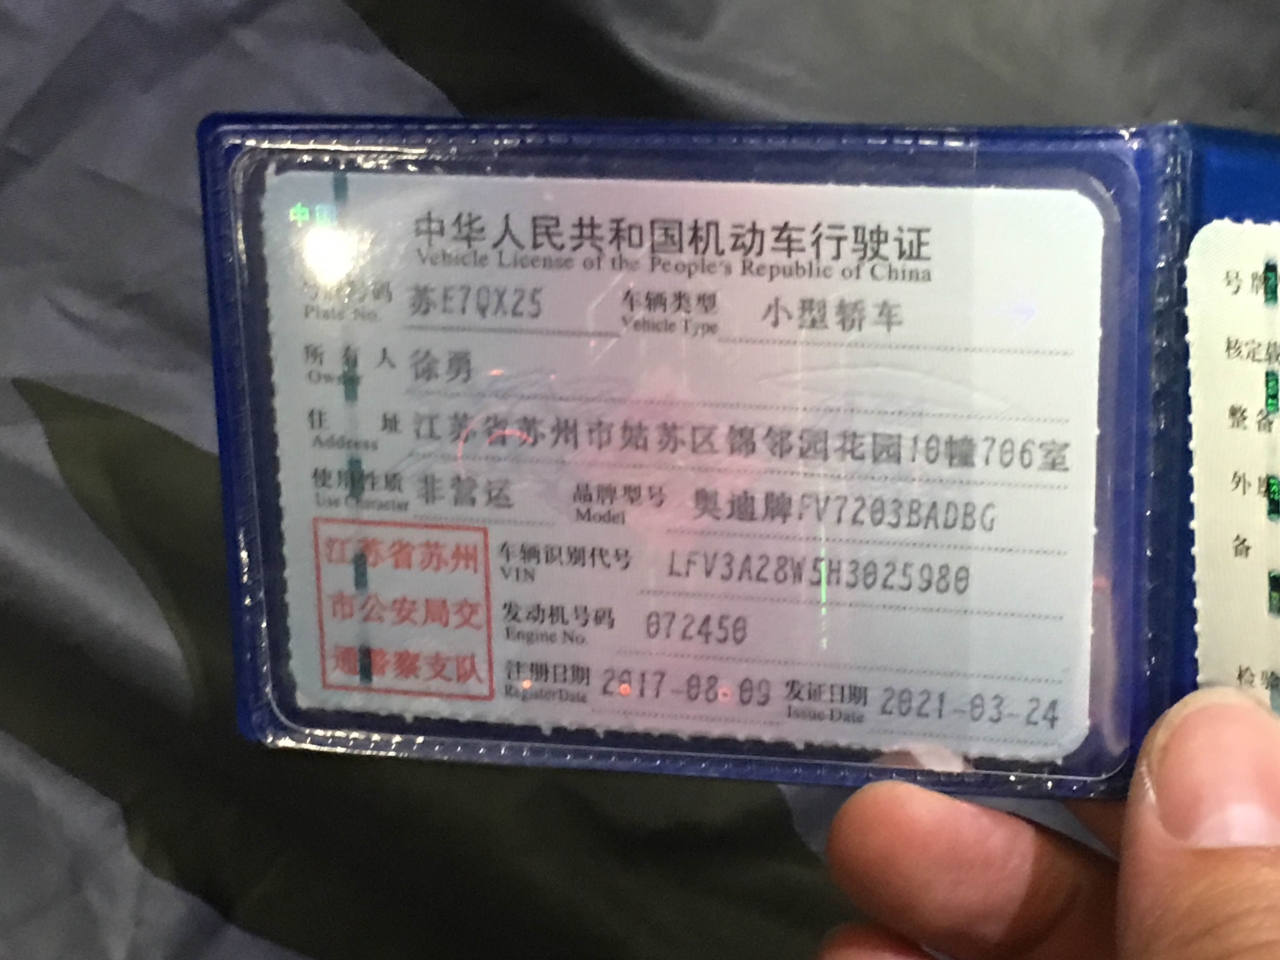 中国
中华人民共和国机动车行驶证
Vehicle License of the People's Republic of China
号牌号码 苏E7QX25 车辆类型 小型轿车
Plate No. Vehicle Type
所有人 徐勇
Owner
住址 江苏省苏州市姑苏区锦邻园花园10幢706室
Address
使用性质 非营运 品牌型号 奥迪牌FV7203BADBG
Use Character Model
江苏省苏州
市公安局交
通警察支队
车辆识别代号 LFV3A28W5H3025980
VIN
发动机号码 072450
Engine No.
注册日期 2017-08-09 发证日期 2021-03-24
Register Date Issue Date
号牌
核定载
整备
外
备
检验